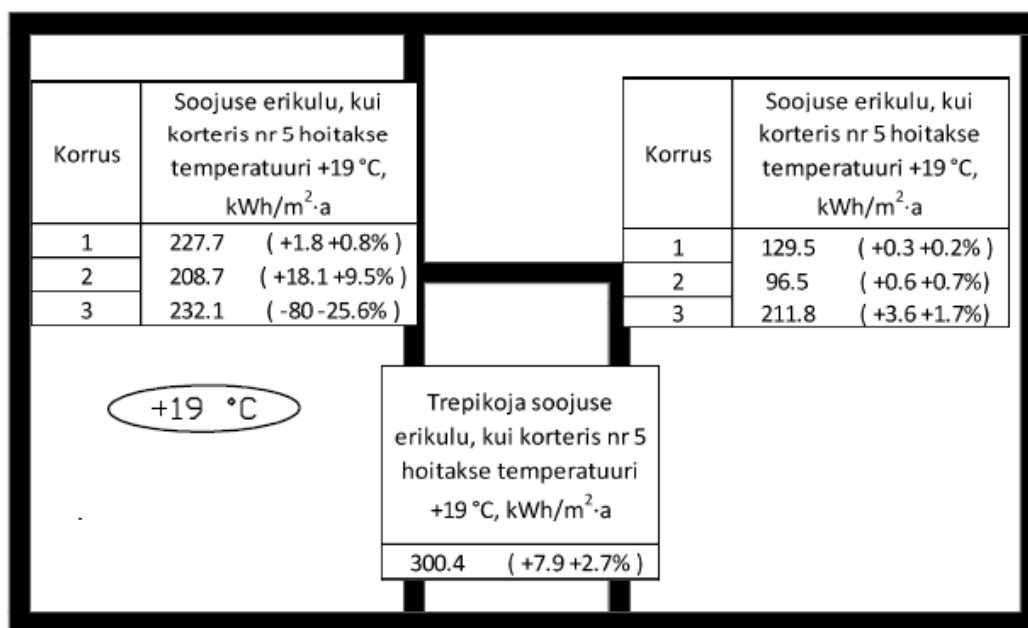 Korrus
Soojuse erikulu, kui
korteris nr 5 hoitakse
temperatuuri +19 °C,
kWh/m²·a
1 227.7 ( +1.8 +0.8% )
2 208.7 ( +18.1 +9.5% )
3 232.1 ( -80 -25.6% )
+19 °C
Korrus
Soojuse erikulu, kui
korteris nr 5 hoitakse
temperatuuri +19 °C,
kWh/m²·a
1 129.5 ( +0.3 +0.2% )
2 96.5 ( +0.6 +0.7%)
3 211.8 ( +3.6 +1.7%)
Trepikoja soojuse
erikulu, kui korteris nr 5
hoitakse temperatuuri
+19 °C, kWh/m²·a
300.4 ( +7.9 +2.7% )